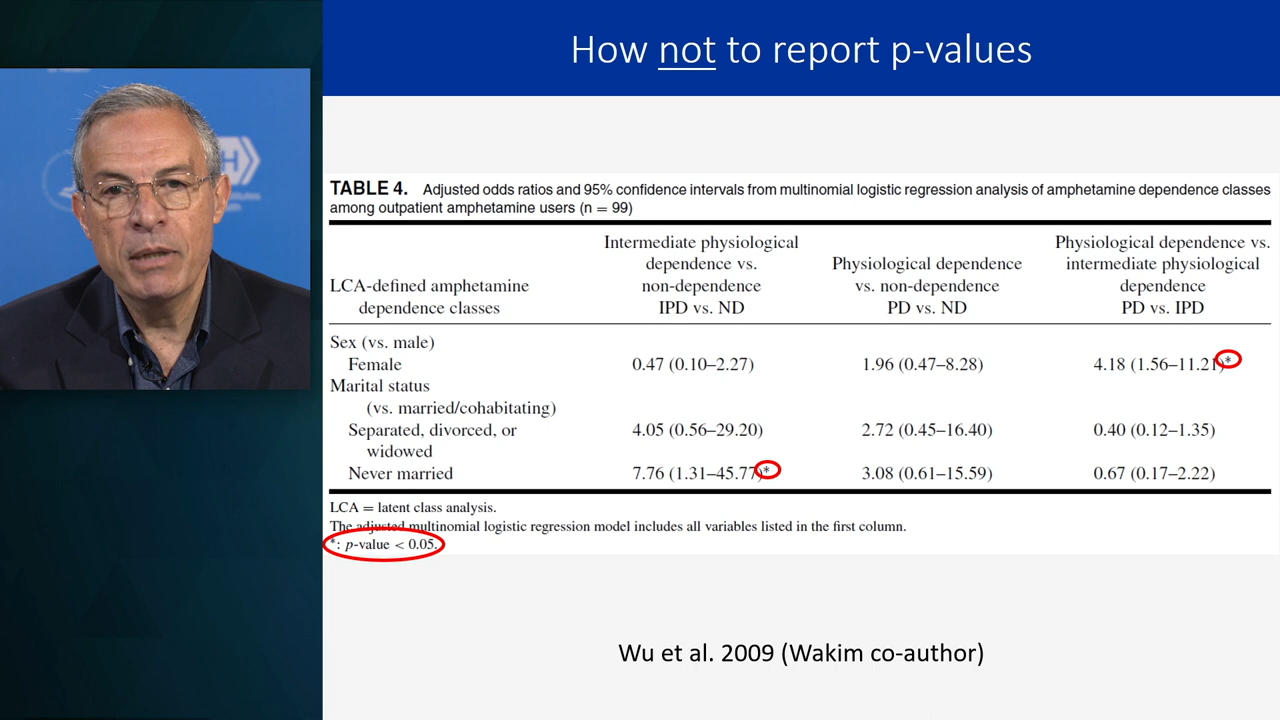 How not to report p-values
H
TABLE 4. Adjusted odds ratios and 95% confidence intervals from multinomial logistic regression analysis of amphetamine dependence classes
among outpatient amphetamine users (n = 99)
LCA-defined amphetamine
dependence classes
Intermediate physiological
dependence vs.
non-dependence
IPD vs. ND
Physiological dependence
vs. non-dependence
PD vs. ND
Physiological dependence vs.
intermediate physiological
dependence
PD vs. IPD
Sex (vs. male)
Female 0.47 (0.10–2.27) 1.96 (0.47–8.28) 4.18 (1.56–11.21)*
Marital status
(vs. married/cohabitating)
Separated, divorced, or 4.05 (0.56–29.20) 2.72 (0.45–16.40) 0.40 (0.12–1.35)
widowed
Never married 7.76 (1.31–45.77)* 3.08 (0.61–15.59) 0.67 (0.17–2.22)
LCA = latent class analysis.
The adjusted multinomial logistic regression model includes all variables listed in the first column.
*: p-value < 0.05.
Wu et al. 2009 (Wakim co-author)